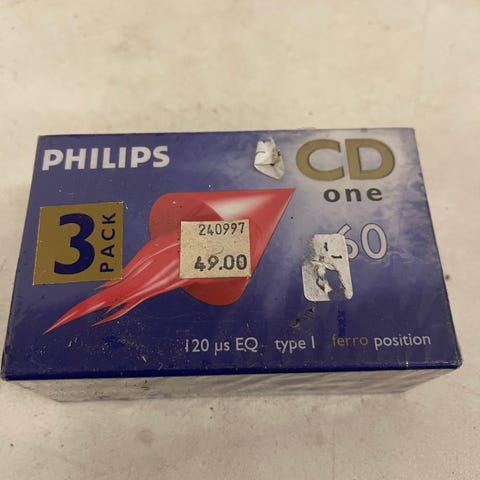 PHILIPS
CD
one
3
PACK
240997
49.00
60
120 µs EQ type I ferro position